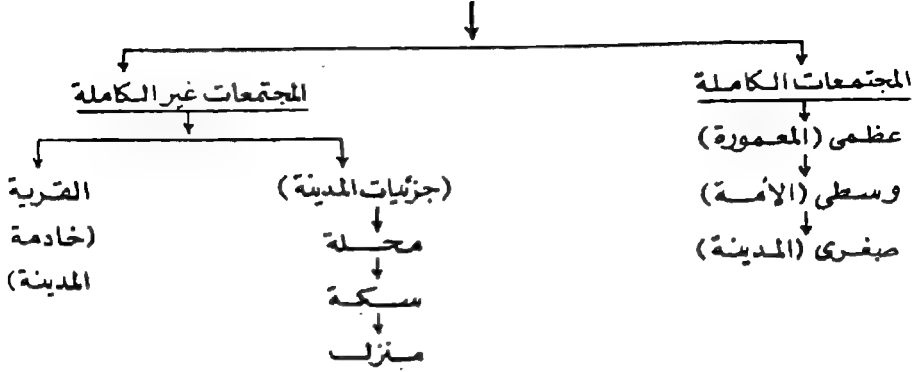 المجتمعات الكاملة
عظمى (المعمورة)
وسطى (الأمة)
صغرى (المدينة)
المجتمعات غير الكاملة
(جزئيات المدينة)
محلة
سكة
منزل
القرية
(خادمة
المدينة)